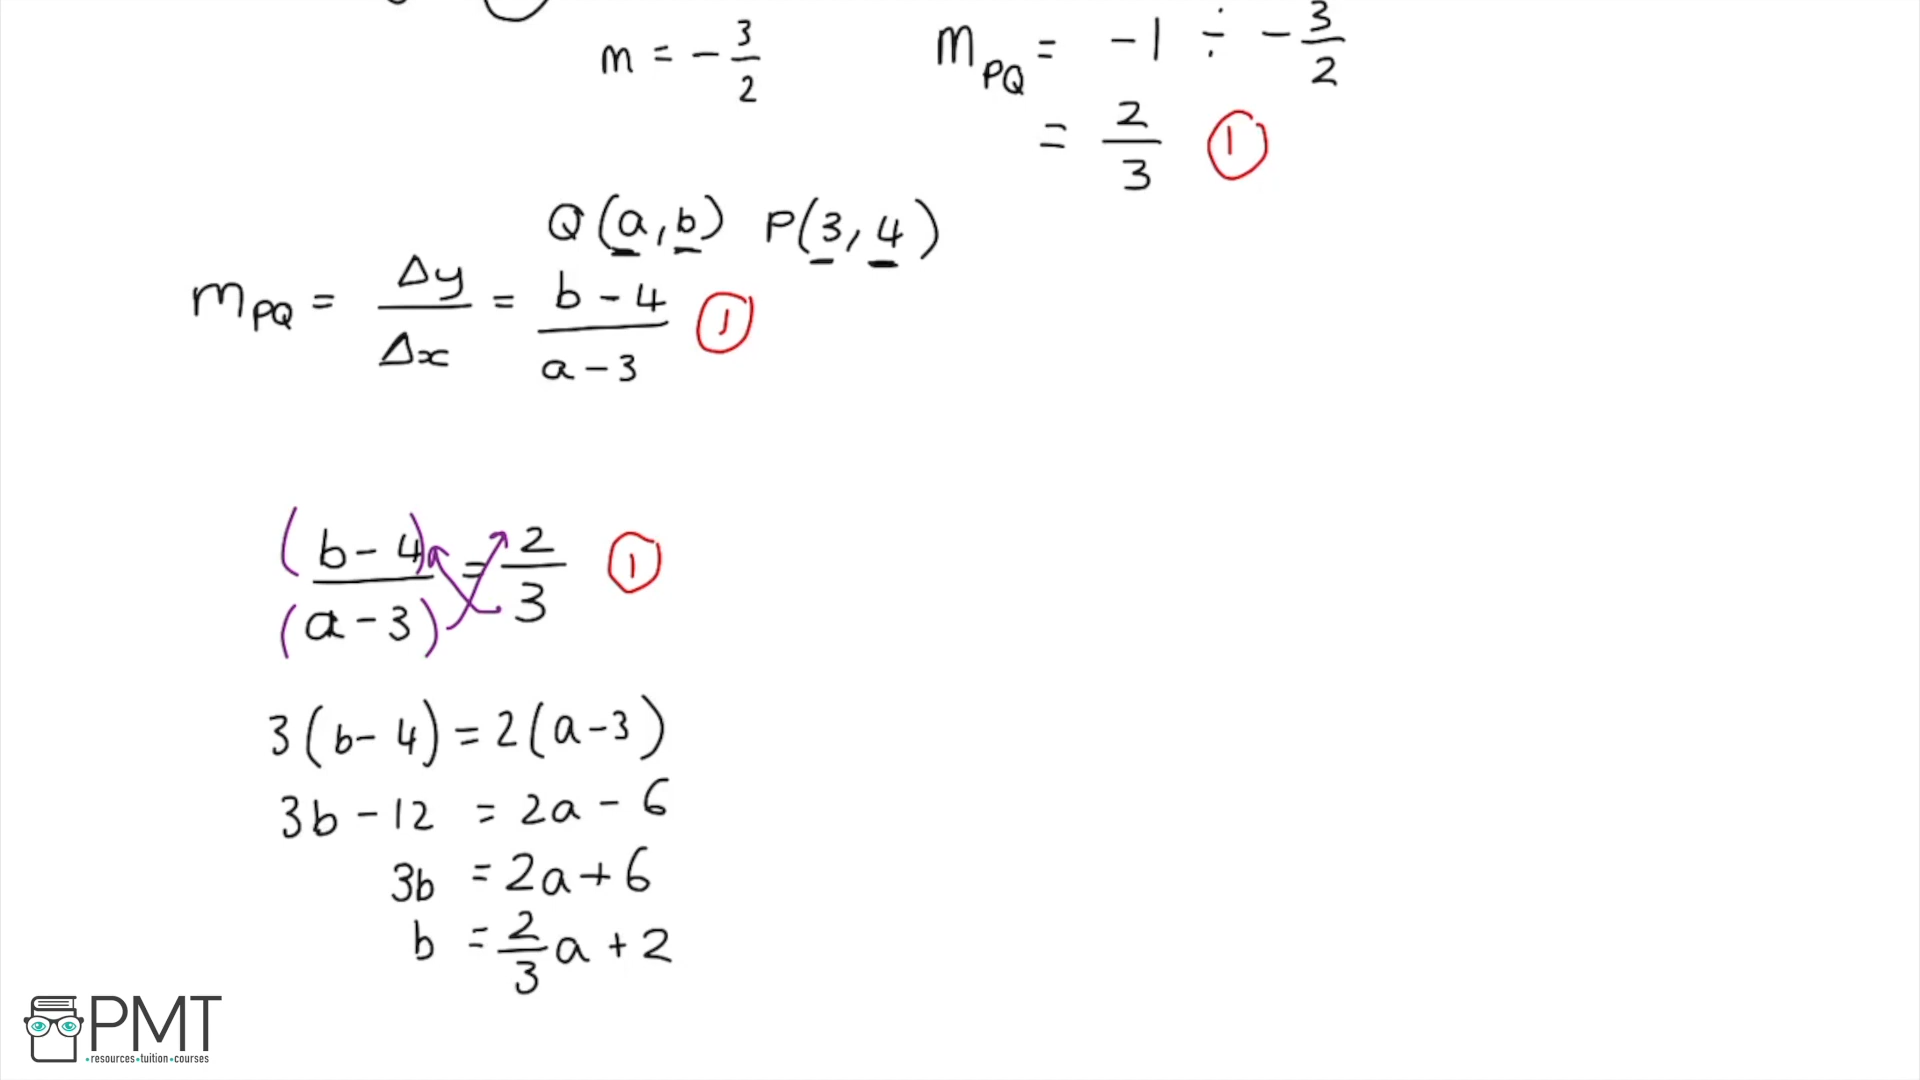 m = -3/2
m_PQ = -1 ÷ -3/2
= 2/3 ①
Q(a,b) P(3,4)
m_PQ = Δy/Δx = b-4/a-3 ①
(b-4)/(a-3) = 2/3 ①
3(b-4) = 2(a-3)
3b-12 = 2a-6
3b = 2a+6
b = 2/3a+2
PMT
•resources•tuition•courses